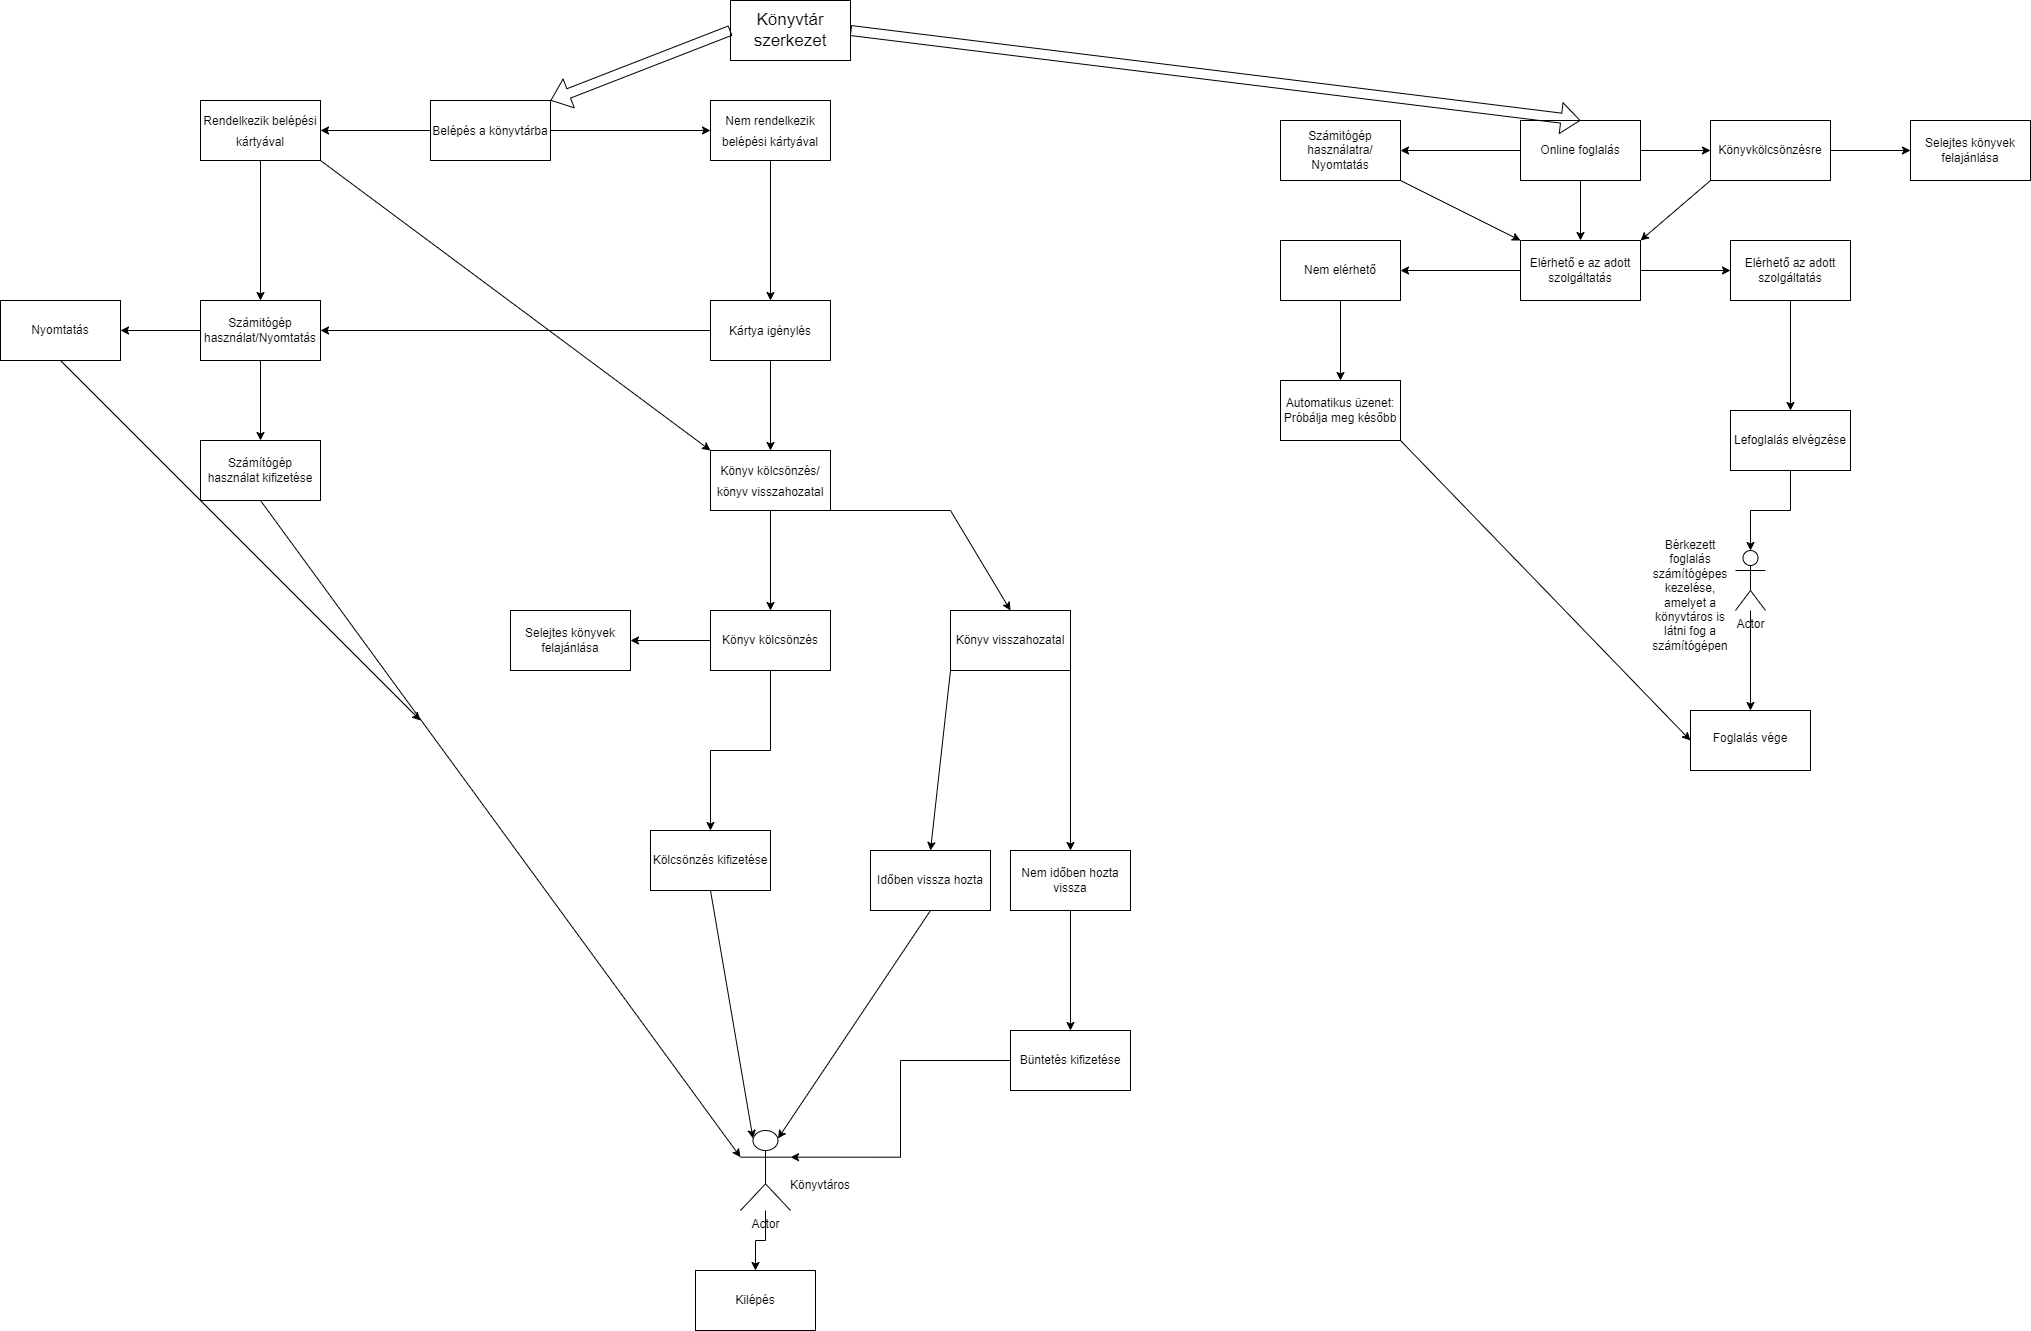 Könyvtár
szerkezet
Rendelkezik belépési
kártyával
Belépés a könyvtárba
Nem rendelkezik
belépési kártyával
Számitógép
használatra/
Nyomtatás
Online foglalás
Könyvkölcsönzésre
Selejtes könyvek
felajánlása
Nem elérhető
Elérhető e az adott
szolgáltatás
Elérhető az adott
szolgáltatás
Nyomtatás
Számitógép
használat/Nyomtatás
Kártya igénylés
Automatikus üzenet:
Próbálja meg később
Lefoglalás elvégzése
Számítógép
használat kifizetése
Könyv kölcsönzés/
könyv visszahozatal
Bérkezett
foglalás
számítógépes
kezelése,
amelyet a
könyvtáros is
látni fog a
számítógépen
Actor
Selejtes könyvek
felajánlása
Könyv kölcsönzés
Könyv visszahozatal
Foglalás vége
Kölcsönzés kifizetése
Időben vissza hozta
Nem időben hozta
vissza
Büntetés kifizetése
Könyvtáros
Actor
Kilépés